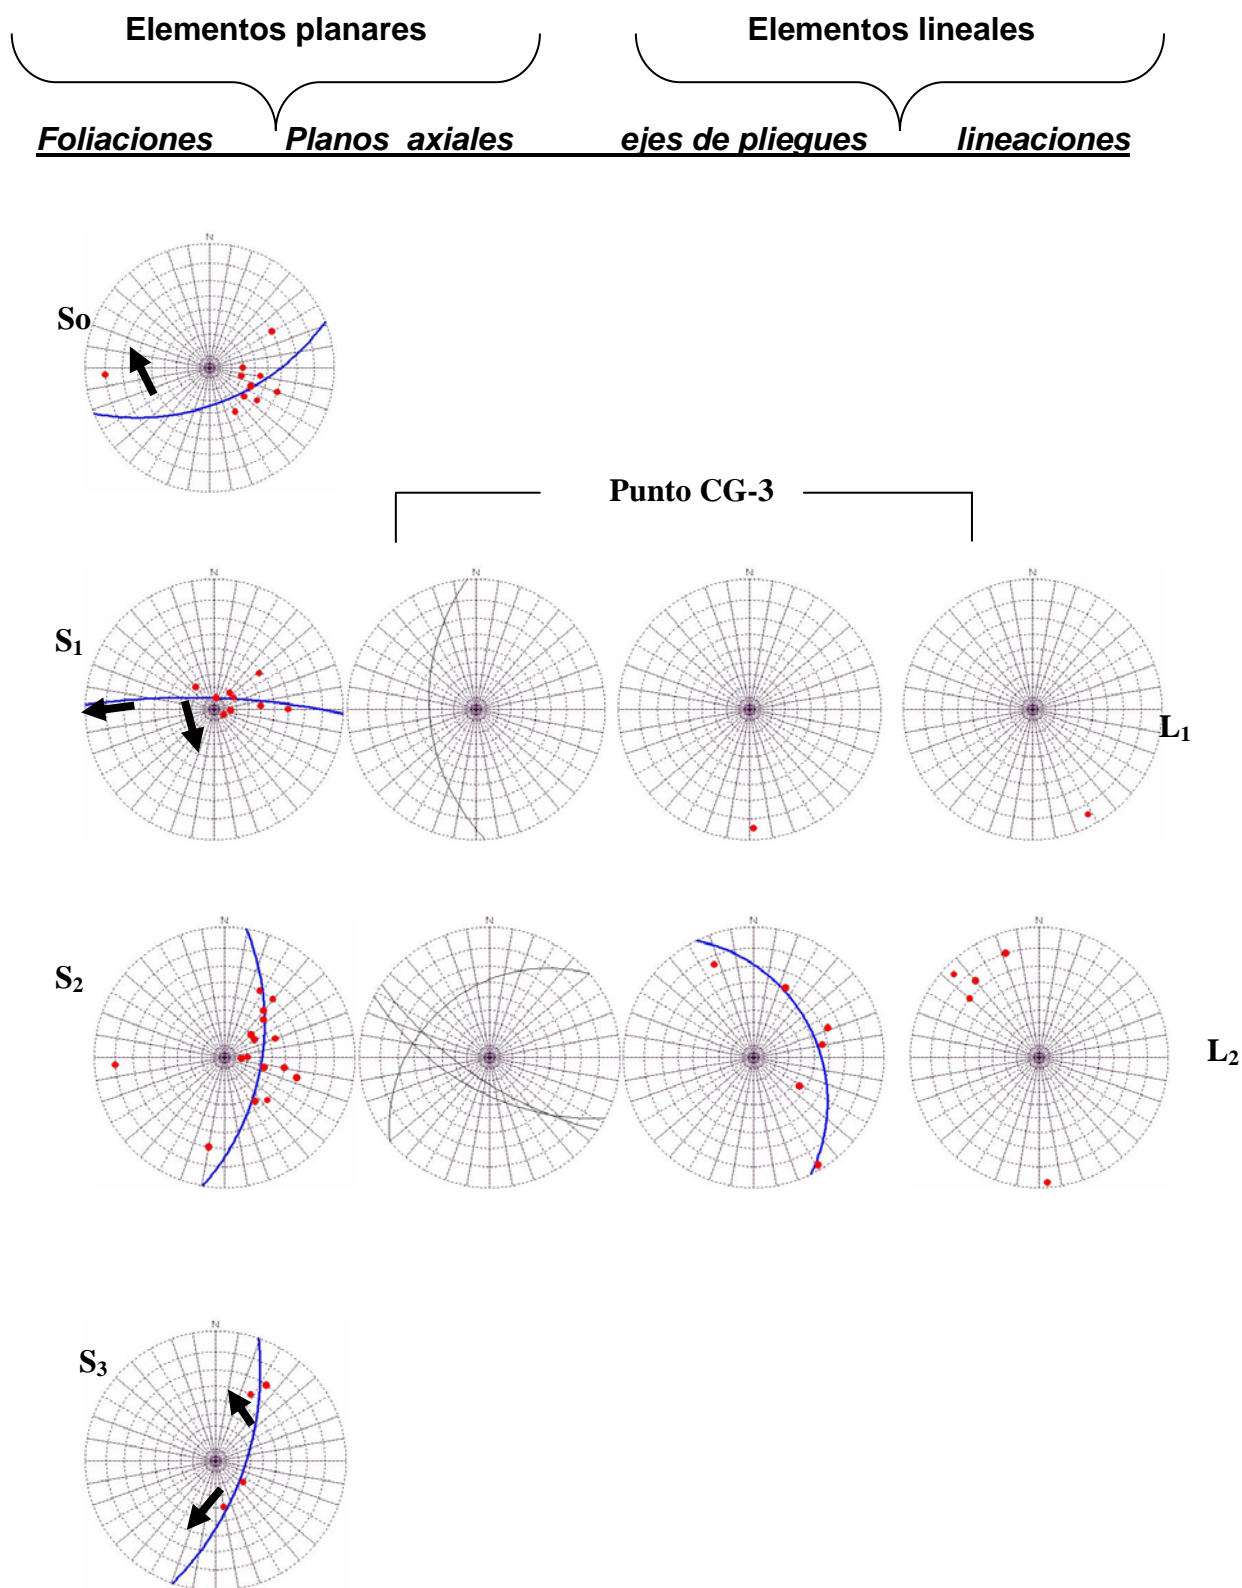 Elementos planares Elementos lineales
Foliaciones Planos axiales ejes de pliegues lineaciones
N
So
Punto CG-3
N N N N
S1
L1
N N N N
S2
L2
N
S3